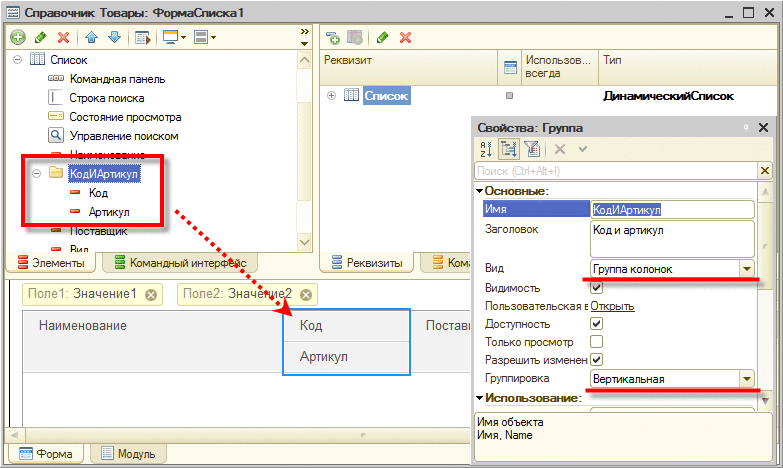 Справочник Товары: ФормаСписка1
Список
Командная панель
Строка поиска
Состояние просмотра
Управление поиском
Наименование
КодИАртикул
Код
Артикул
Поставщик
Вид
Элементы
Командный интерфейс
Реквизит
Использов...
всегда
Тип
Список
ДинамическийСписок
Реквизиты
Кома
Поле1: Значение1
Поле2: Значение2
Наименование
Код
Артикул
Постав
Форма
Модуль
Свойства: Группа
Поиск (Ctrl+Alt+I)
Основные:
Имя
КодИАртикул
Заголовок
Код и артикул
Вид
Группа колонок
Видимость
Пользовательская в
Открыть
Доступность
Только просмотр
Разрешить изменен
Группировка
Вертикальная
Использование:
Имя объекта
Имя, Name